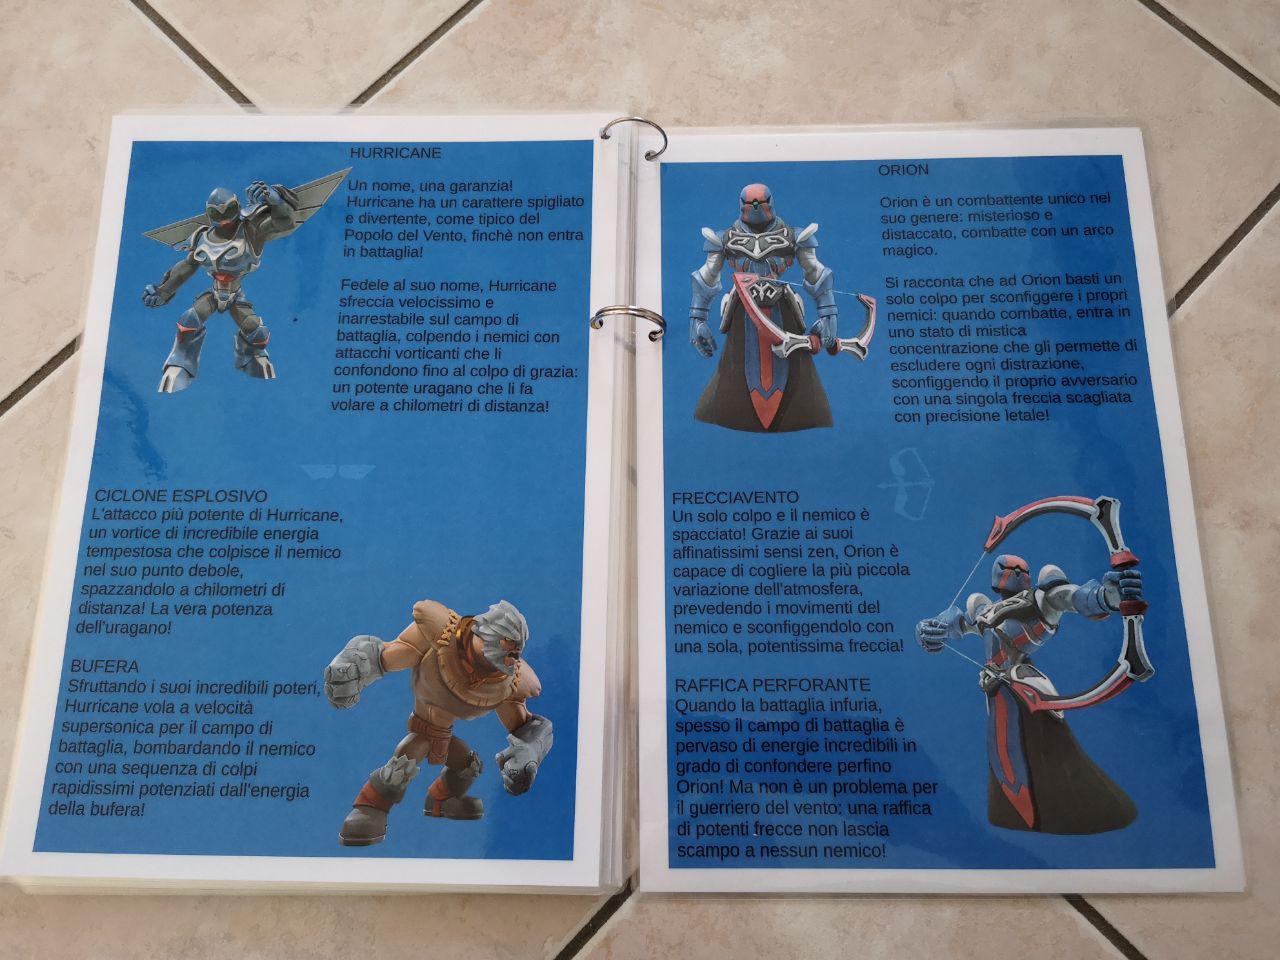 HURRICANE
Un nome, una garanzia!
Hurricane ha un carattere spigliato
e divertente, come tipico del
Popolo del Vento, finchè non entra
in battaglia!
Fedele al suo nome, Hurricane
sfreccia velocissimo e
inarrestabile sul campo di
battaglia, colpendo i nemici con
attacchi vorticanti che li
confondono fino al colpo di grazia:
un potente uragano che li fa
volare a chilometri di distanza!
CICLONE ESPLOSIVO
L'attacco più potente di Hurricane,
un vortice di incredibile energia
tempestosa che colpisce il nemico
nel suo punto debole,
spazzandolo a chilometri di
distanza! La vera potenza
dell'uragano!
BUFERA
Sfruttando i suoi incredibili poteri,
Hurricane vola a velocità
supersonica per il campo di
battaglia, bombardando il nemico
con una sequenza di colpi
rapidissimi potenziati dall'energia
della bufera!
ORION
Orion è un combattente unico nel
suo genere: misterioso e
distaccato, combatte con un arco
magico.
Si racconta che ad Orion basti un
solo colpo per sconfiggere i propri
nemici: quando combatte, entra in
uno stato di mistica
concentrazione che gli permette di
escludere ogni distrazione,
sconfiggendo il proprio avversario
con una singola freccia scagliata
con precisione letale!
FRECCIAVENTO
Un solo colpo e il nemico è
spacciato! Grazie ai suoi
affinatissimi sensi zen, Orion è
capace di cogliere la più piccola
variazione dell'atmosfera,
prevedendo i movimenti del
nemico e sconfiggendolo con
una sola, potentissima freccia!
RAFFICA PERFORANTE
Quando la battaglia infuria,
spesso il campo di battaglia è
pervaso di energie incredibili in
grado di confondere perfino
Orion! Ma non è un problema per
il guerriero del vento: una raffica
di potenti frecce non lascia
scampo a nessun nemico!